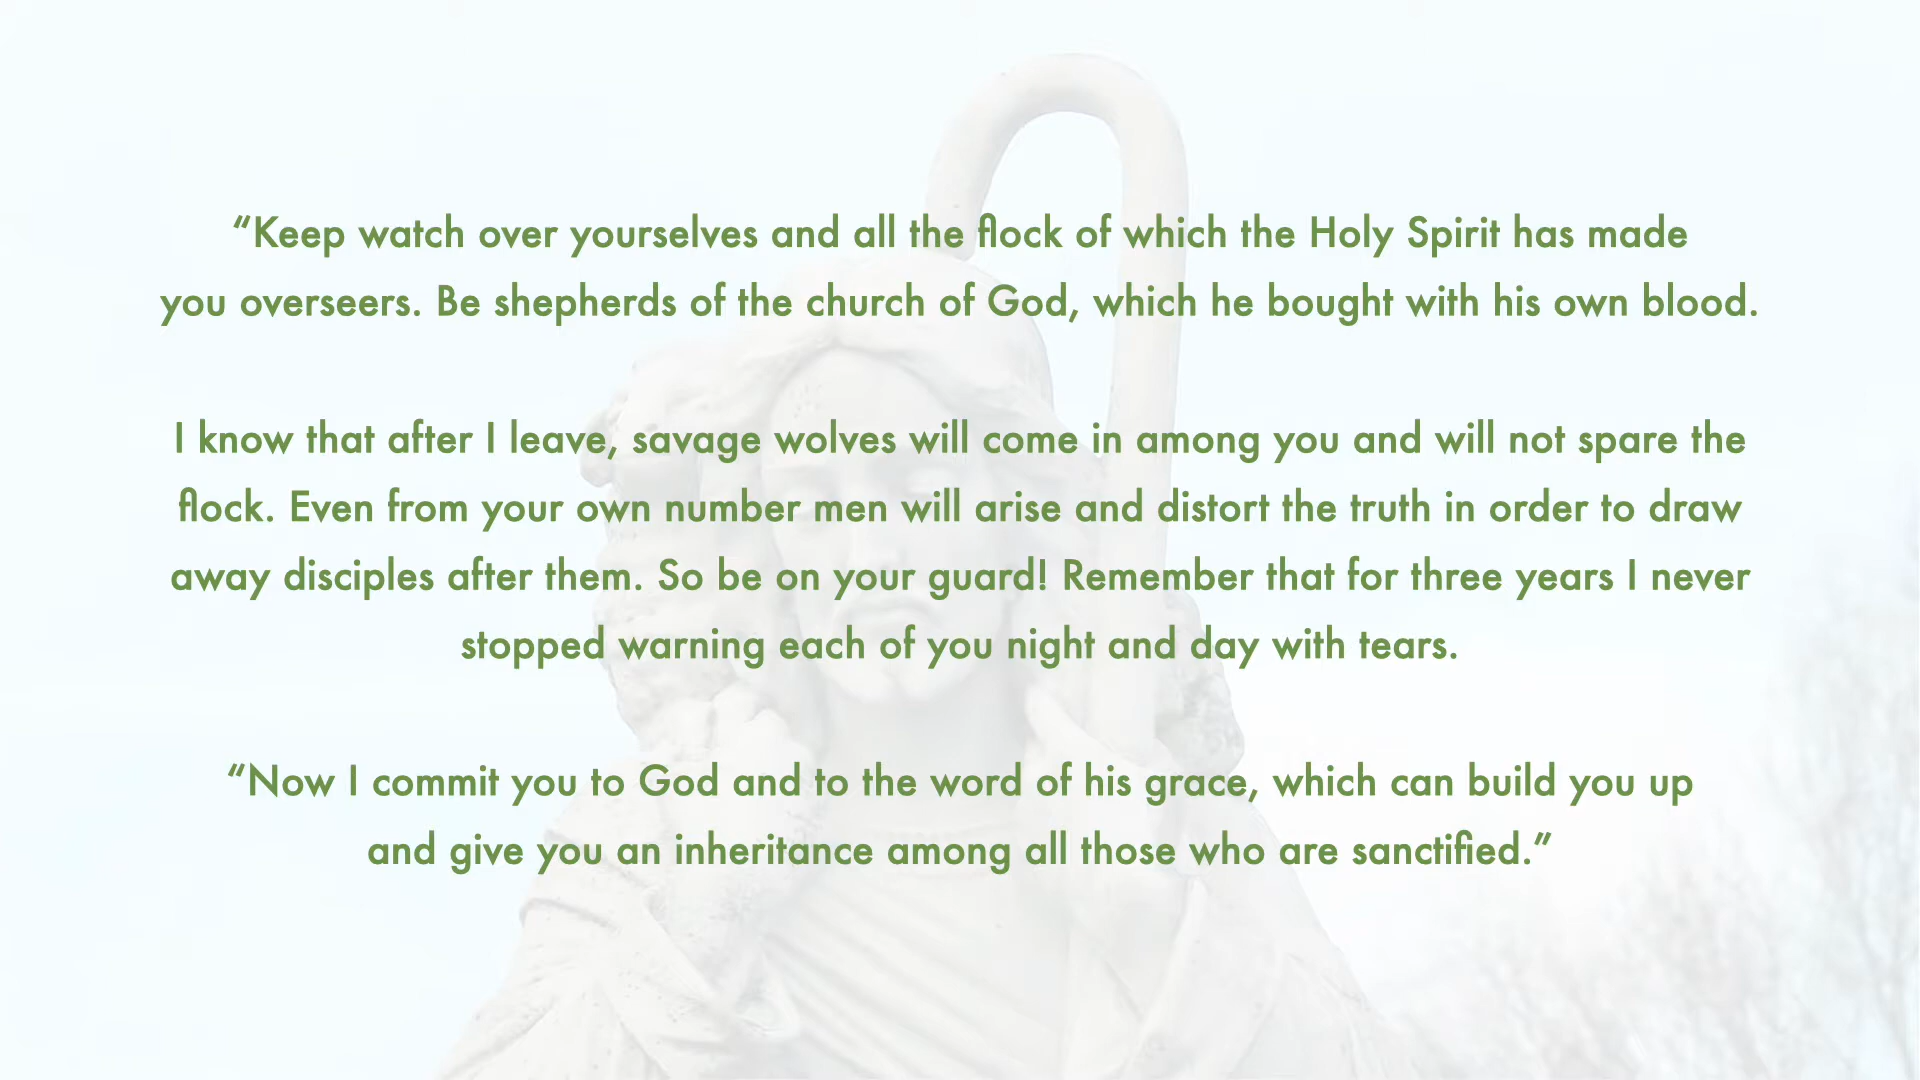 “Keep watch over yourselves and all the flock of which the Holy Spirit has made
you overseers. Be shepherds of the church of God, which he bought with his own blood.
I know that after I leave, savage wolves will come in among you and will not spare the
flock. Even from your own number men will arise and distort the truth in order to draw
away disciples after them. So be on your guard! Remember that for three years I never
stopped warning each of you night and day with tears.
“Now I commit you to God and to the word of his grace, which can build you up
and give you an inheritance among all those who are sanctified.”